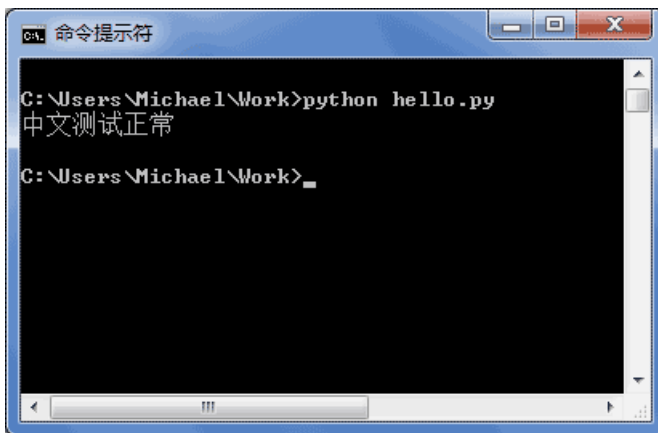 命令提示符
C:\Users\Michael\Work>python hello.py
中文测试正常
C:\Users\Michael\Work>_